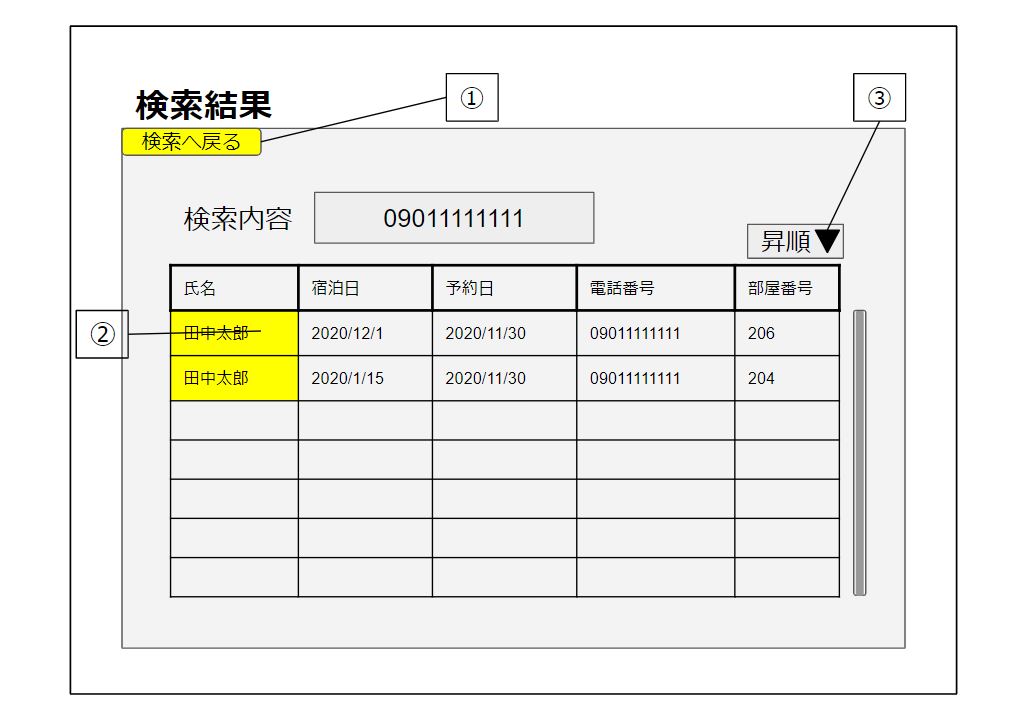 検索結果
①
③
検索へ戻る
検索内容 09011111111
昇順▼
氏名 宿泊日 予約日 電話番号 部屋番号
② 田中太郎 2020/12/1 2020/11/30 09011111111 206
田中太郎 2020/1/15 2020/11/30 09011111111 204